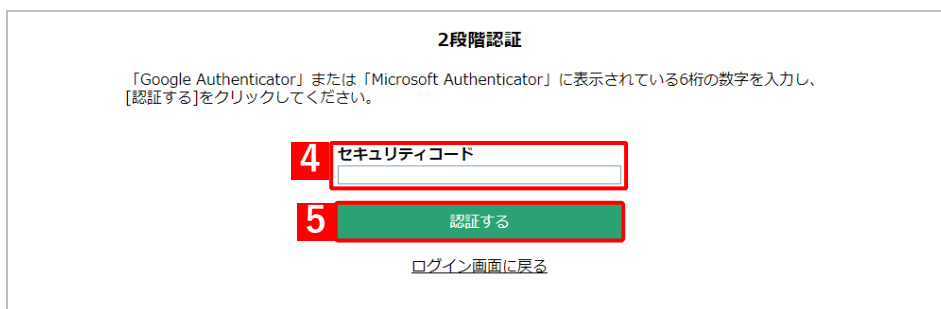 2段階認証
「Google Authenticator」または「Microsoft Authenticator」に表示されている6桁の数字を入力し、
[認証する]をクリックしてください。
4 セキュリティコード
5 認証する
ログイン画面に戻る